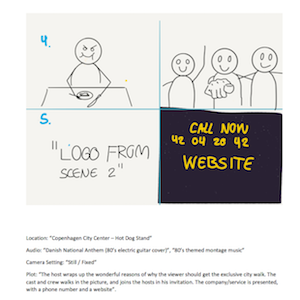 4.
5.
"LOGO FROM
SCENE 2"
CALL NOW
42 04 20 42
WEBSITE
Location: "Copenhagen City Center – Hot Dog Stand"
Audio: "Danish National Anthem (80's electric guitar cover)", "80's themed montage music"
Camera Setting: "Still / Fixed"
Plot: "The host wraps up the wonderful reasons of why the viewer should get the exclusive city walk. The
cast and crew walks in the picture, and joins the hosts in his invitation. The company/service is presented,
with a phone number and a website".